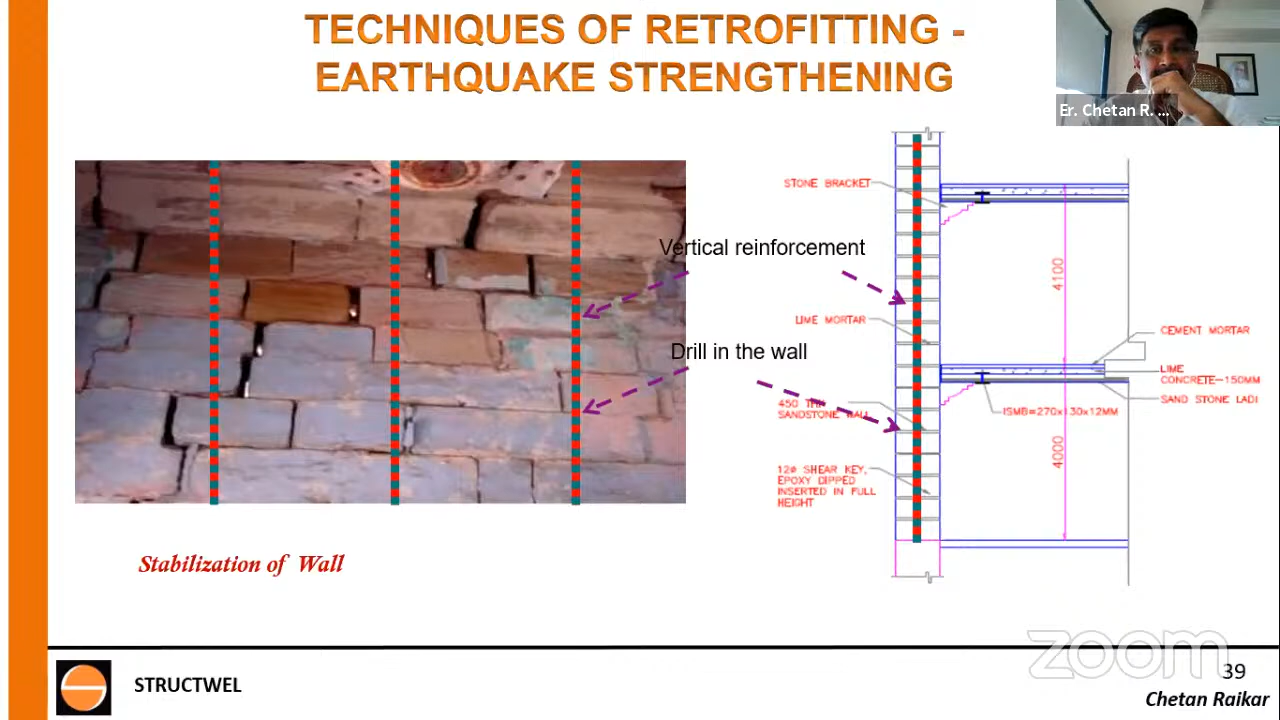 TECHNIQUES OF RETROFITTING -
EARTHQUAKE STRENGTHENING
Er. Chetan R. ...
STONE BRACKET
Vertical reinforcement
4100
LIME MORTAR
CEMENT MORTAR
Drill in the wall
LIME
CONCRETE-150MM
SAND STONE LADI
450
SANDSTONE WALL
ISMB=270x130x12MM
4000
12ø SHEAR KEY,
EPOXY DIPPED
INSERTED IN FULL
HEIGHT
Stabilization of Wall
zoom
39
STRUCTWEL
Chetan Raikar